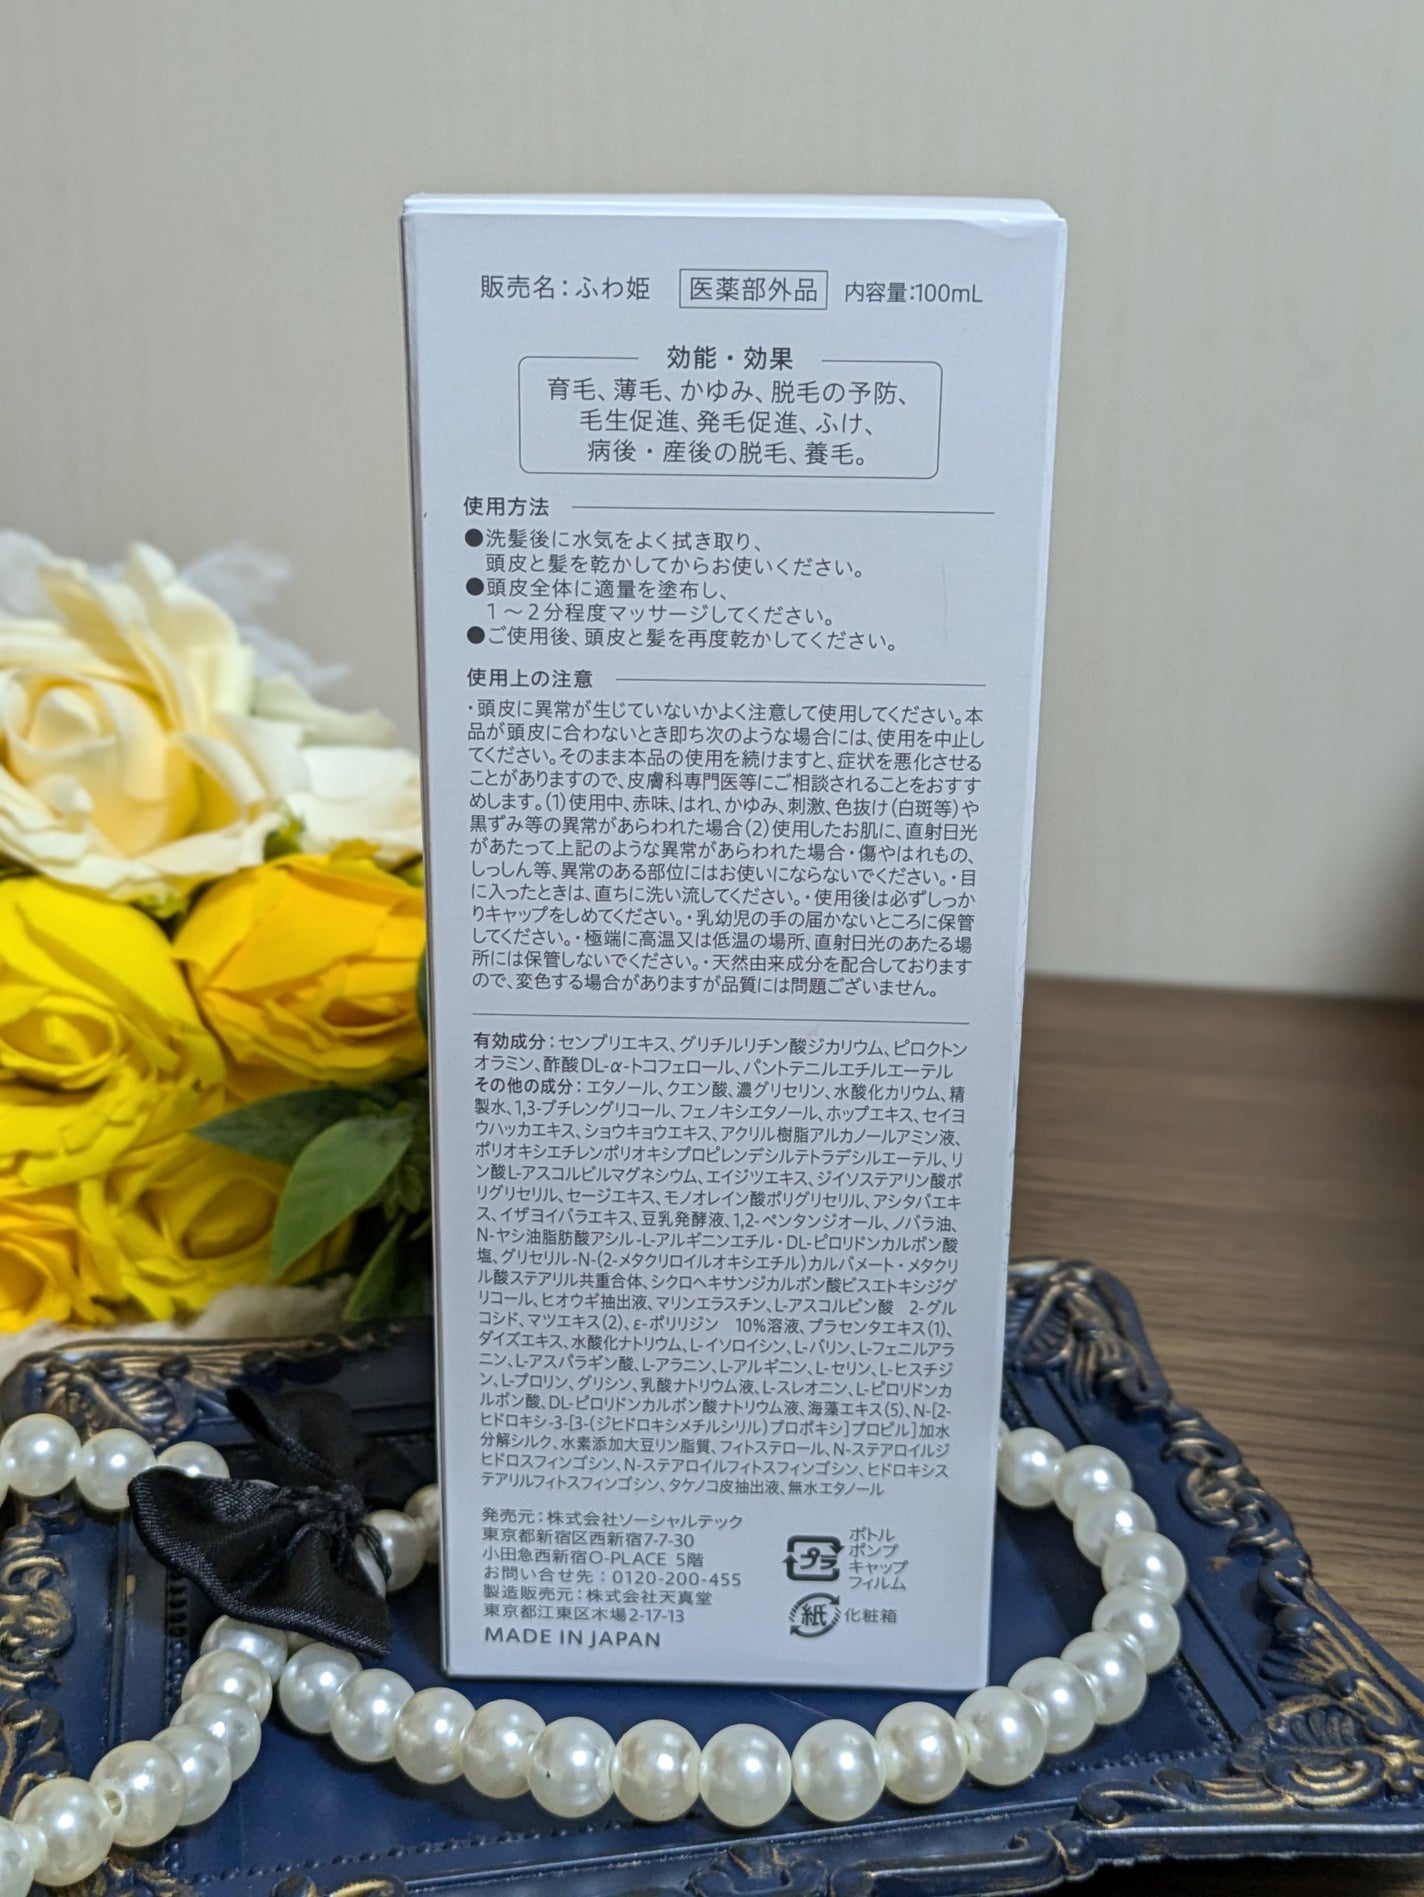 販売名:ふわ姫 医薬部外品 内容量:100mL
効能・効果
育毛、薄毛、かゆみ、脱毛の予防、
毛生促進、発毛促進、ふけ、
病後・産後の脱毛、養毛。
使用方法
●洗髪後に水気をよく拭き取り、
頭皮と髪を乾かしてからお使いください。
●頭皮全体に適量を塗布し、
1～2分程度マッサージしてください。
●ご使用後、頭皮と髪を再度乾かしてください。
使用上の注意
・頭皮に異常が生じていないかよく注意して使用してください。本
品が頭皮に合わないとき即ち次のような場合には、使用を中止し
てください。そのまま本品の使用を続けますと、症状を悪化させる
ことがありますので、皮膚科専門医等にご相談されることをおすす
めします。(1)使用中、赤味、はれ、かゆみ、刺激、色抜け(白斑等)や
黒ずみ等の異常があらわれた場合(2)使用したお肌に、直射日光
があたって上記のような異常があらわれた場合・傷やはれもの、
しっしん等、異常のある部位にはお使いにならないでください。・目
に入ったときは、直ちに洗い流してください。・使用後は必ずしっか
りキャップをしめてください。・乳幼児の手の届かないところに保管
してください。・極端に高温又は低温の場所、直射日光のあたる場
所には保管しないでください。・天然由来成分を配合しております
ので、変色する場合がありますが品質には問題ございません。
有効成分:センブリエキス、グリチルリチン酸ジカリウム、ピロクトン
オラミン、酢酸DL-α-トコフェロール、パントテニルエチルエーテル
その他の成分:エタノール、クエン酸、濃グリセリン、水酸化カリウム、精
製水、1,3-ブチレングリコール、フェノキシエタノール、ホップエキス、セイヨ
ウハッカエキス、ショウキョウエキス、アクリル樹脂アルカノールアミン液、
ポリオキシエチレンポリオキシプロピレンデシルテトラデシルエーテル、リ
ン酸L-アスコルビルマグネシウム、エイジツエキス、ジイソステアリン酸ポ
リグリセリル、セージエキス、モノオレイン酸ポリグリセリル、アシタバエキ
ス、イザヨイバラエキス、豆乳発酵液、1,2-ペンタンジオール、ノバラ油、
N-ヤシ油脂肪酸アシル-L-アルギニンエチル・DL-ピロリドンカルボン酸
塩、グリセリル-N-(2-メタクリロイルオキシエチル)カルバメート・メタクリ
ル酸ステアリル共重合体、シクロヘキサンジカルボン酸ビスエトキシジグ
リコール、ヒオウギ抽出液、マリンエラスチン、L-アスコルビン酸 2-グル
コシド、マツエキス(2)、ε-ポリリジン 10%溶液、プラセンタエキス(1)、
ダイズエキス、水酸化ナトリウム、L-イソロイシン、L-バリン、L-フェニルアラ
ニン、L-アスパラギン酸、L-アラニン、L-アルギニン、L-セリン、L-ヒスチジ
ン、L-プロリン、グリシン、乳酸ナトリウム液、L-スレオニン、L-ピロリドンカ
ルボン酸、DL-ピロリドンカルボン酸ナトリウム液、海藻エキス(5)、N-[2-
ヒドロキシ-3-[3-(ジヒドロキシメチルシリル)プロポキシ]プロピル]加水
分解シルク、水素添加大豆リン脂質、フィトステロール、N-ステアロイルジ
ヒドロスフィンゴシン、N-ステアロイルフィトスフィンゴシン、ヒドロキシス
テアリルフィトスフィンゴシン、タケノコ皮抽出液、無水エタノール
発売元:株式会社ソーシャルテック
東京都新宿区西新宿7-7-30
小田急西新宿O-PLACE 5階
お問い合せ先:0120-200-455
製造販売元:株式会社天真堂
東京都江東区木場2-17-13
MADE IN JAPAN
プラ
ボトル
ポンプ
キャップ
フィルム
紙 化粧箱